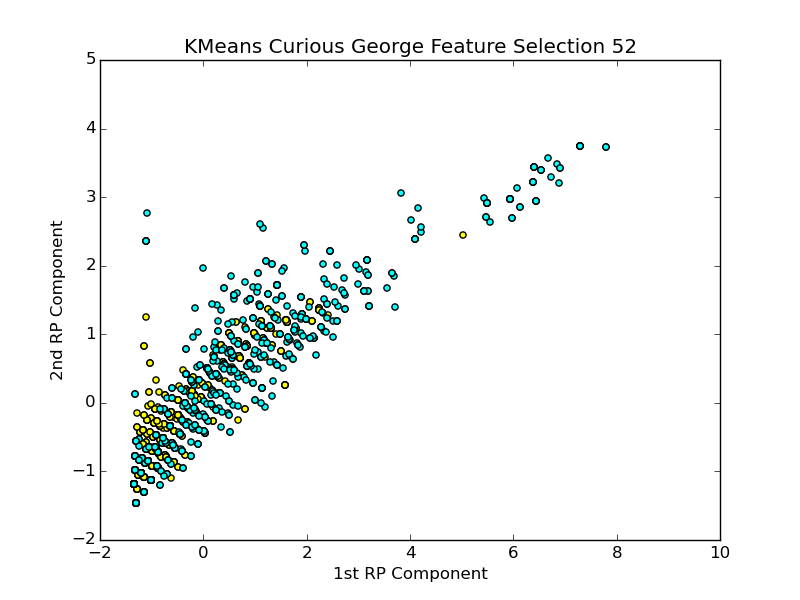 KMeans Curious George Feature Selection 52
5
4
3
2
1
0
−1
−2
2nd RP Component
−2 0 2 4 6 8 10
1st RP Component